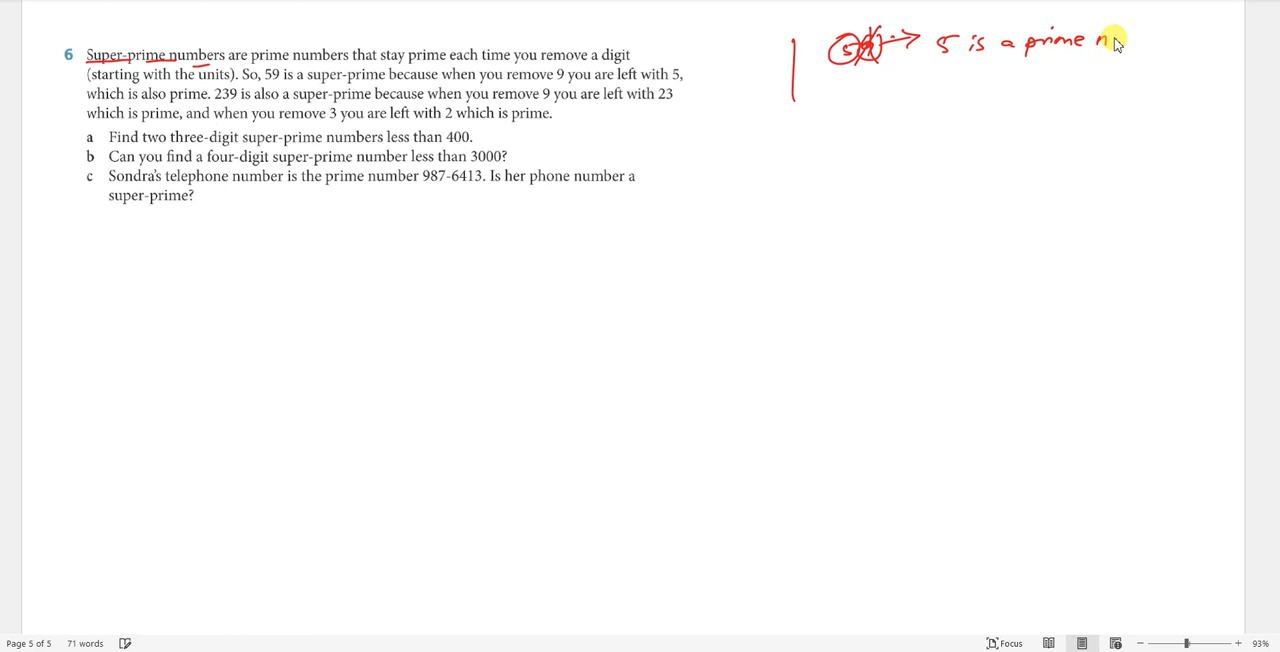 6 Super-prime numbers are prime numbers that stay prime each time you remove a digit
(starting with the units). So, 59 is a super-prime because when you remove 9 you are left with 5,
which is also prime. 239 is also a super-prime because when you remove 9 you are left with 23
which is prime, and when you remove 3 you are left with 2 which is prime.
a Find two three-digit super-prime numbers less than 400.
b Can you find a four-digit super-prime number less than 3000?
c Sondra's telephone number is the prime number 987-6413. Is her phone number a
super-prime?
5 is a prime n
Page 5 of 5 71 words Focus 93%